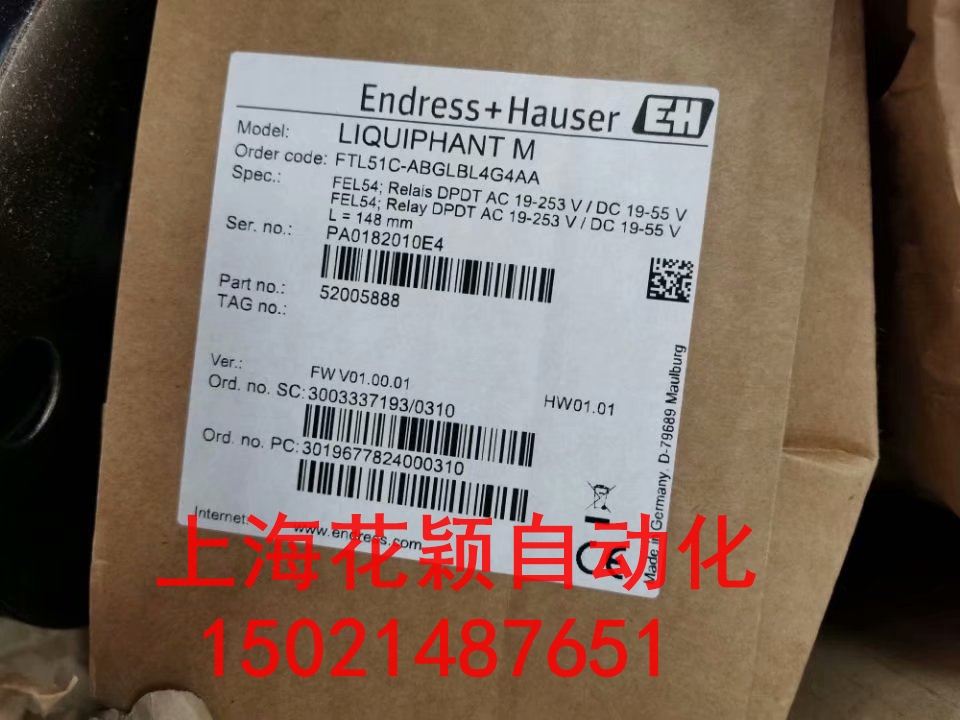 Endress+Hauser EH
Model: LIQUIPHANT M
Order code: FTL51C-ABGLBL4G4AA
Spec.: FEL54; Relais DPDT AC 19-253 V / DC 19-55 V
FEL54; Relay DPDT AC 19-253 V / DC 19-55 V
L = 148 mm
Ser. no.: PA0182010E4
Part no.: 52005888
TAG no.:
Ver.: FW V01.00.01 HW01.01
Ord. no. SC: 3003337193/0310
Ord. no. PC: 3019677824000310
Internet: www.endress.com
CE
Made in Germany. D-79689 Maulburg
上海花颖自动化
15021487651